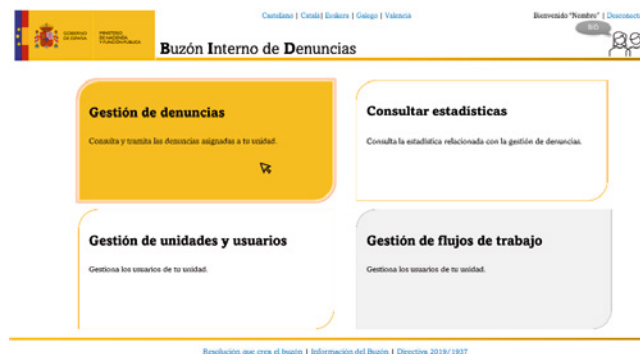 Castellano | Català | Euskera | Galego | Valencià
Bienvenido "Nombre" | Desconecta
GOBIERNO DE ESPAÑA
MINISTERIO DE HACIENDA Y FUNCIÓN PÚBLICA
Buzón Interno de Denuncias
Gestión de denuncias
Consulta y tramita las denuncias asignadas a tu unidad.
Consultar estadísticas
Consulta la estadística relacionada con la gestión de denuncias.
Gestión de unidades y usuarios
Gestiona los usuarios de tu unidad.
Gestión de flujos de trabajo
Gestiona los usuarios de tu unidad.
Resolución que crea el buzón | Información del Buzón | Directiva 2019/1937